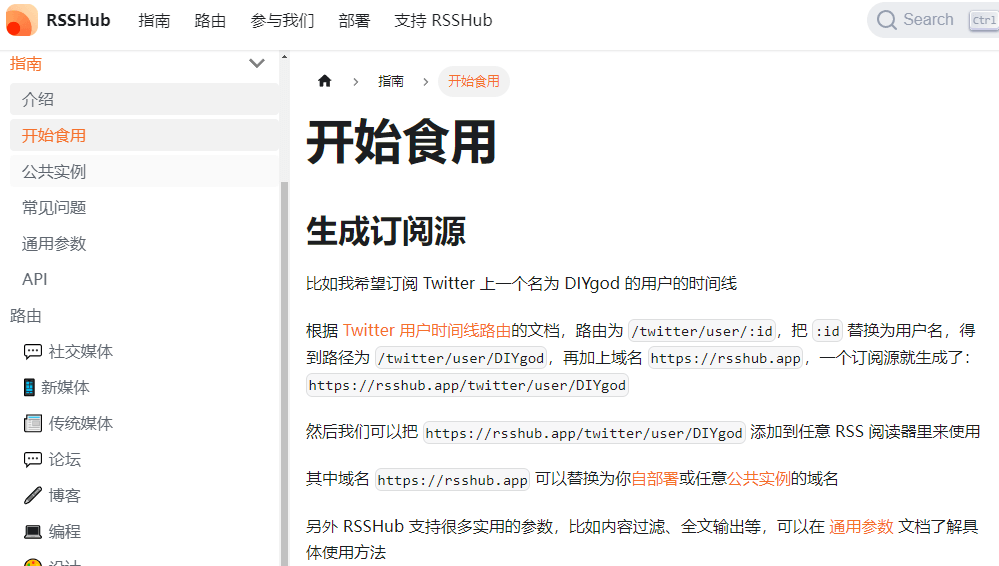 RSSHub 指南 路由 参与我们 部署 支持 RSSHub Search Ctrl
指南
介绍
开始食用
公共实例
常见问题
通用参数
API
路由
社交媒体
新媒体
传统媒体
论坛
博客
编程
设计
指南 开始食用
开始食用
生成订阅源
比如我希望订阅 Twitter 上一个名为 DIYgod 的用户的时间线
根据 Twitter 用户时间线路由的文档，路由为 /twitter/user/:id，把 :id 替换为用户名，得
到路径为 /twitter/user/DIYgod，再加上域名 https://rsshub.app，一个订阅源就生成了：
https://rsshub.app/twitter/user/DIYgod
然后我们可以把 https://rsshub.app/twitter/user/DIYgod 添加到任意 RSS 阅读器里来使用
其中域名 https://rsshub.app 可以替换为你自部署或任意公共实例的域名
另外 RSSHub 支持很多实用的参数，比如内容过滤、全文输出等，可以在 通用参数 文档了解具
体使用方法